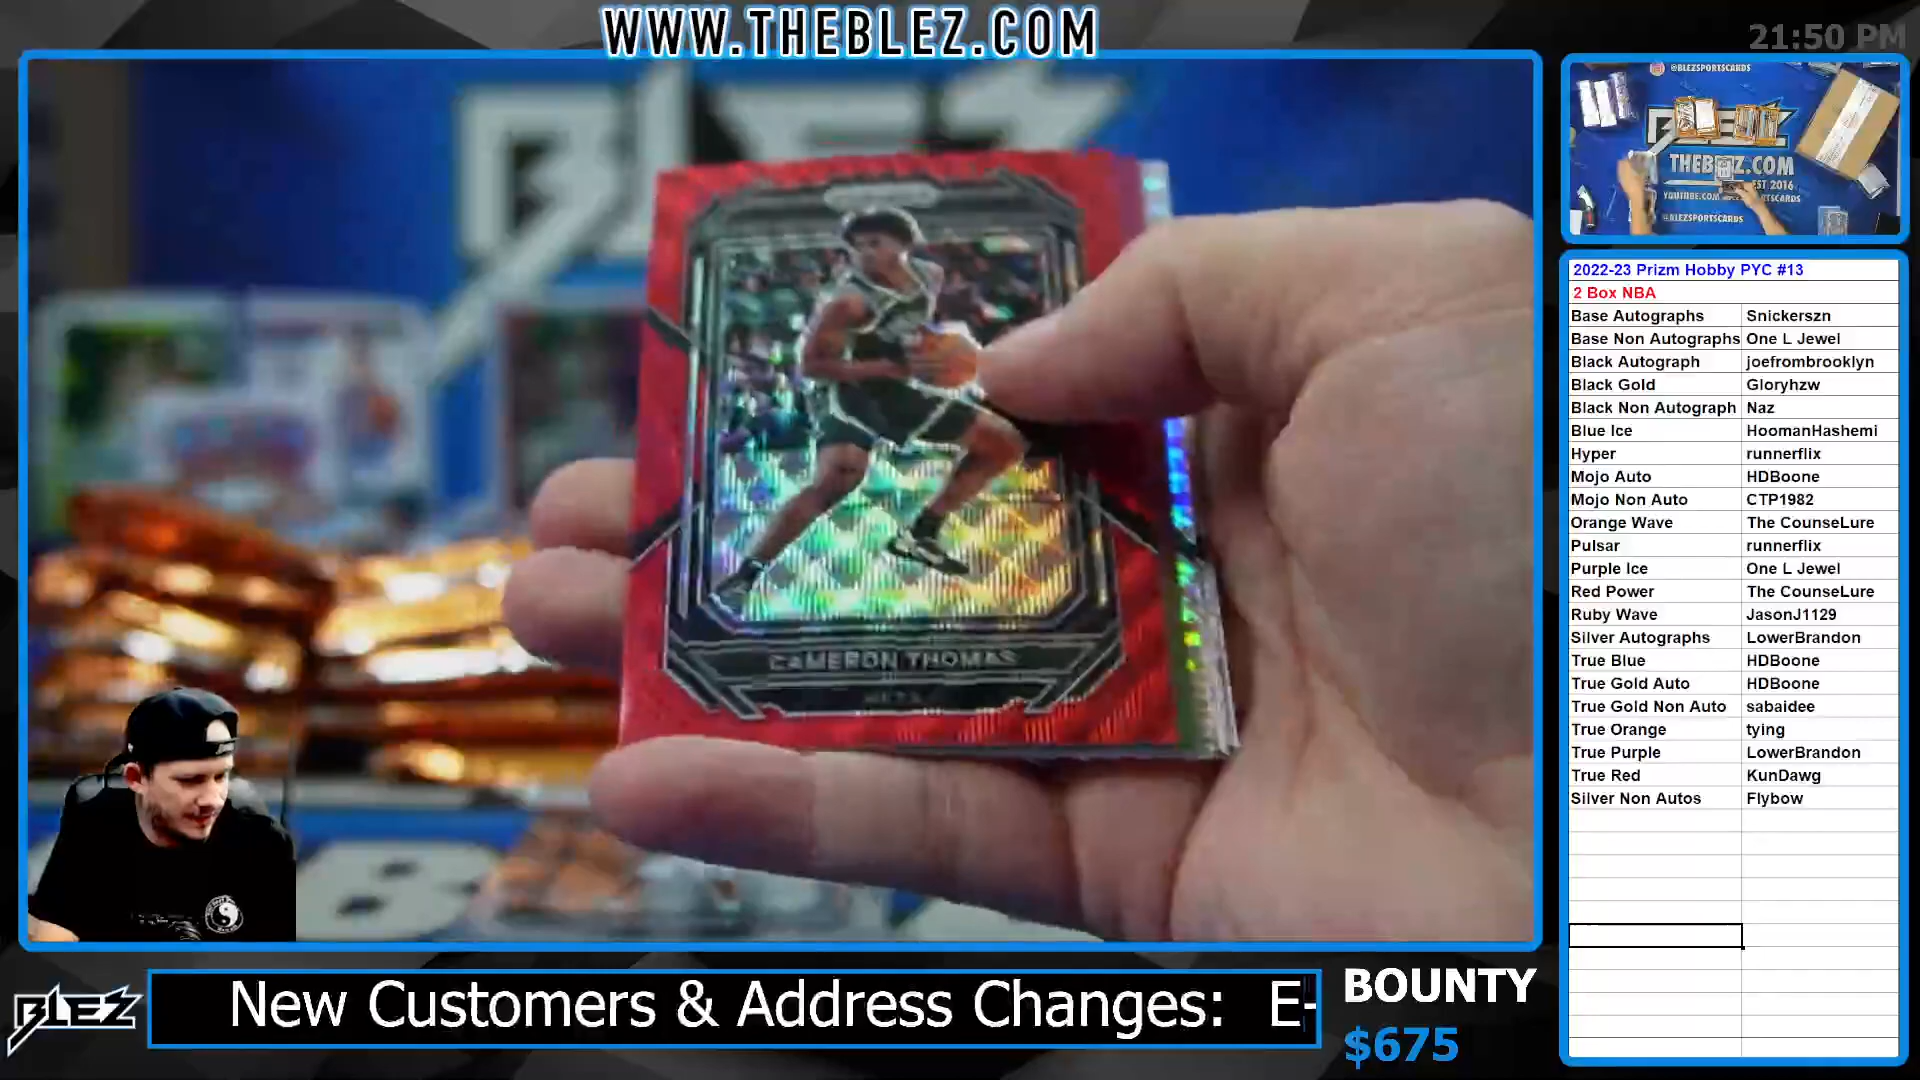 WWW.THEBLEZ.COM
21:50 PM
BLEZ
CAMERON THOMAS
@BLEZSPORTSCARDS
THEBLEZ.COM
EST 2016
@BLEZSPORTSCARDS
2022-23 Prizm Hobby PYC #13
2 Box NBA
Base Autographs Snickerszn
Base Non Autographs One L Jewel
Black Autograph joefrombrooklyn
Black Gold Gloryhzw
Black Non Autograph Naz
Blue Ice HoomanHashemi
Hyper runnerflix
Mojo Auto HDBoone
Mojo Non Auto CTP1982
Orange Wave The CounseLure
Pulsar runnerflix
Purple Ice One L Jewel
Red Power The CounseLure
Ruby Wave JasonJ1129
Silver Autographs LowerBrandon
True Blue HDBoone
True Gold Auto HDBoone
True Gold Non Auto sabaidee
True Orange tying
True Purple LowerBrandon
True Red KunDawg
Silver Non Autos Flybow
BLEZ
New Customers & Address Changes: E-
BOUNTY
$675